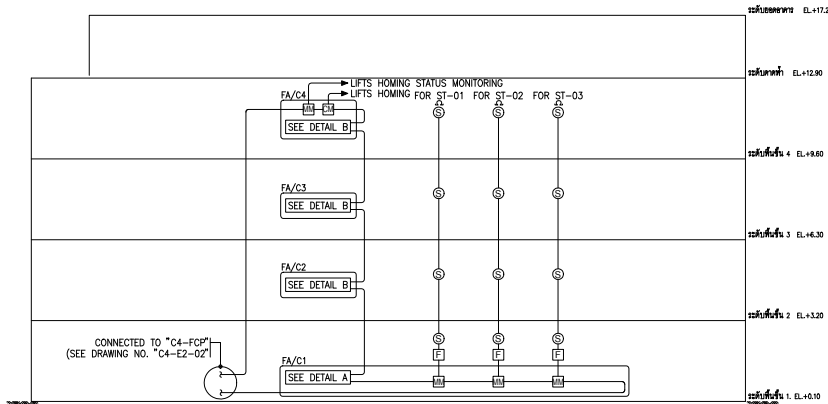 ระดับยอดอาคาร EL.+17.2
ระดับดาดฟ้า EL.+12.90
LIFTS HOMING STATUS MONITORING
LIFTS HOMING
FOR ST-01 FOR ST-02 FOR ST-03
FA/C4
MM CM
S S S
SEE DETAIL B
ระดับพื้นชั้น 4 EL.+9.60
FA/C3
SEE DETAIL B
S S S
ระดับพื้นชั้น 3 EL.+6.30
FA/C2
SEE DETAIL B
S S S
ระดับพื้นชั้น 2 EL.+3.20
CONNECTED TO "C4-FCP"
(SEE DRAWING NO. "C4-E2-02"
S S S
F F F
FA/C1
SEE DETAIL A
MM MM MM
ระดับพื้นชั้น 1. EL.+0.10